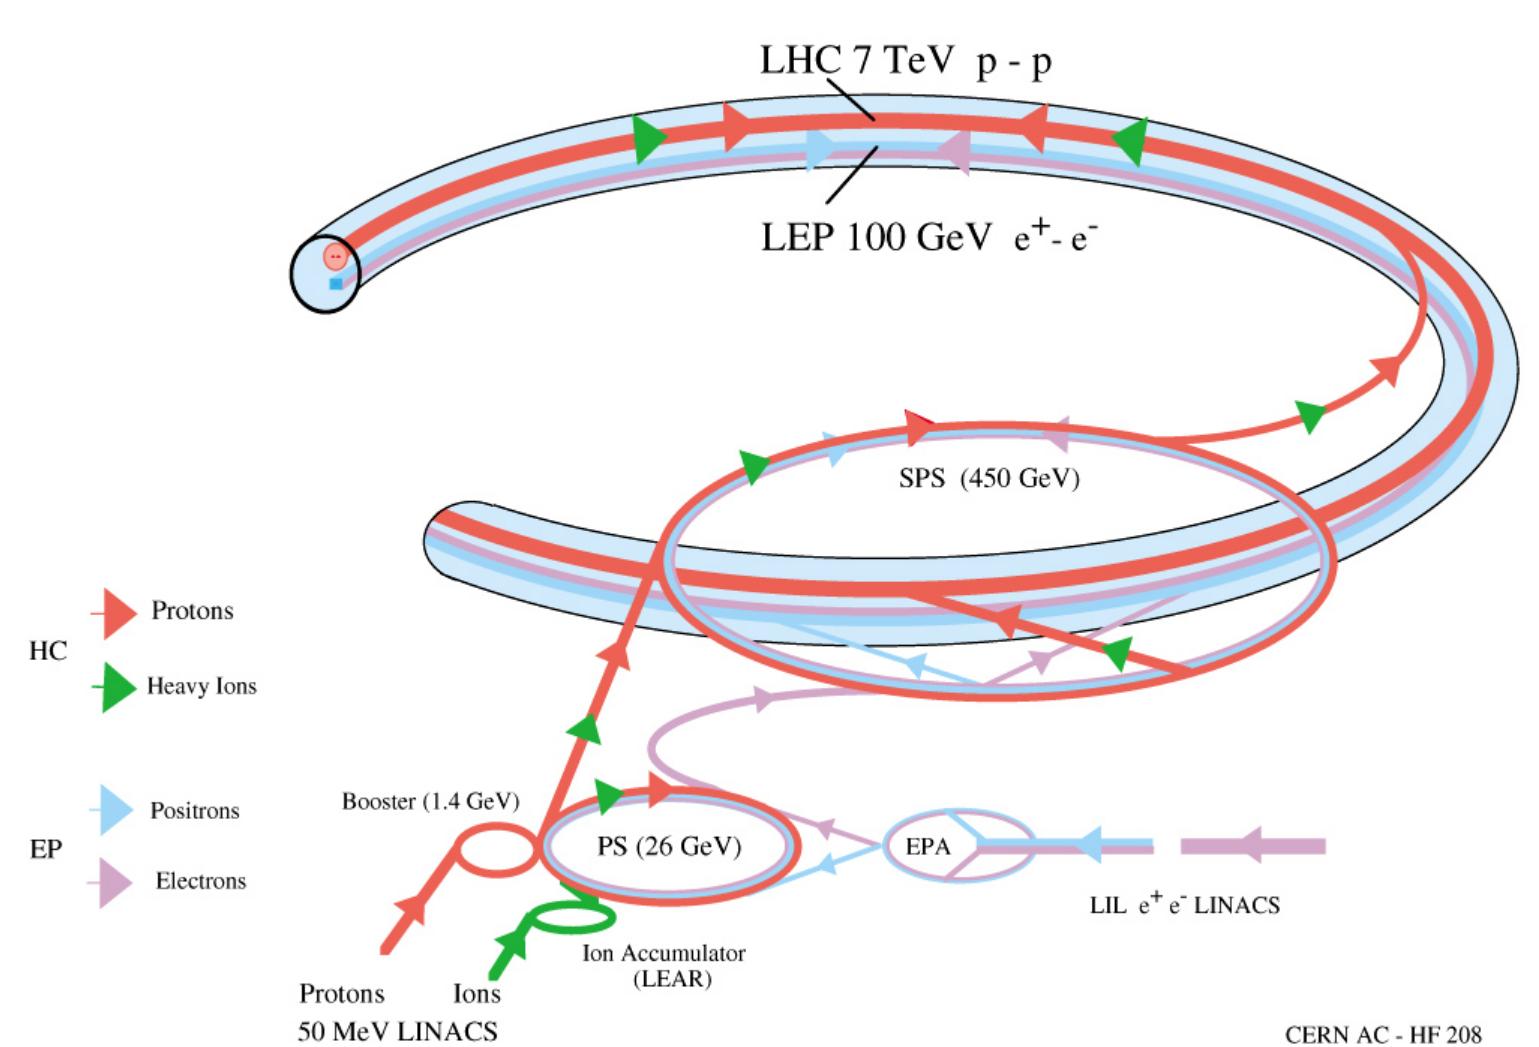 LHC 7 TeV p - p
LEP 100 GeV e+- e-
SPS (450 GeV)
Protons
HC
Heavy Ions
Booster (1.4 GeV)
Positrons
EP
Electrons
PS (26 GeV)
EPA
LIL e+ e- LINACS
Ion Accumulator
(LEAR)
Protons Ions
50 MeV LINACS
CERN AC - HF 208